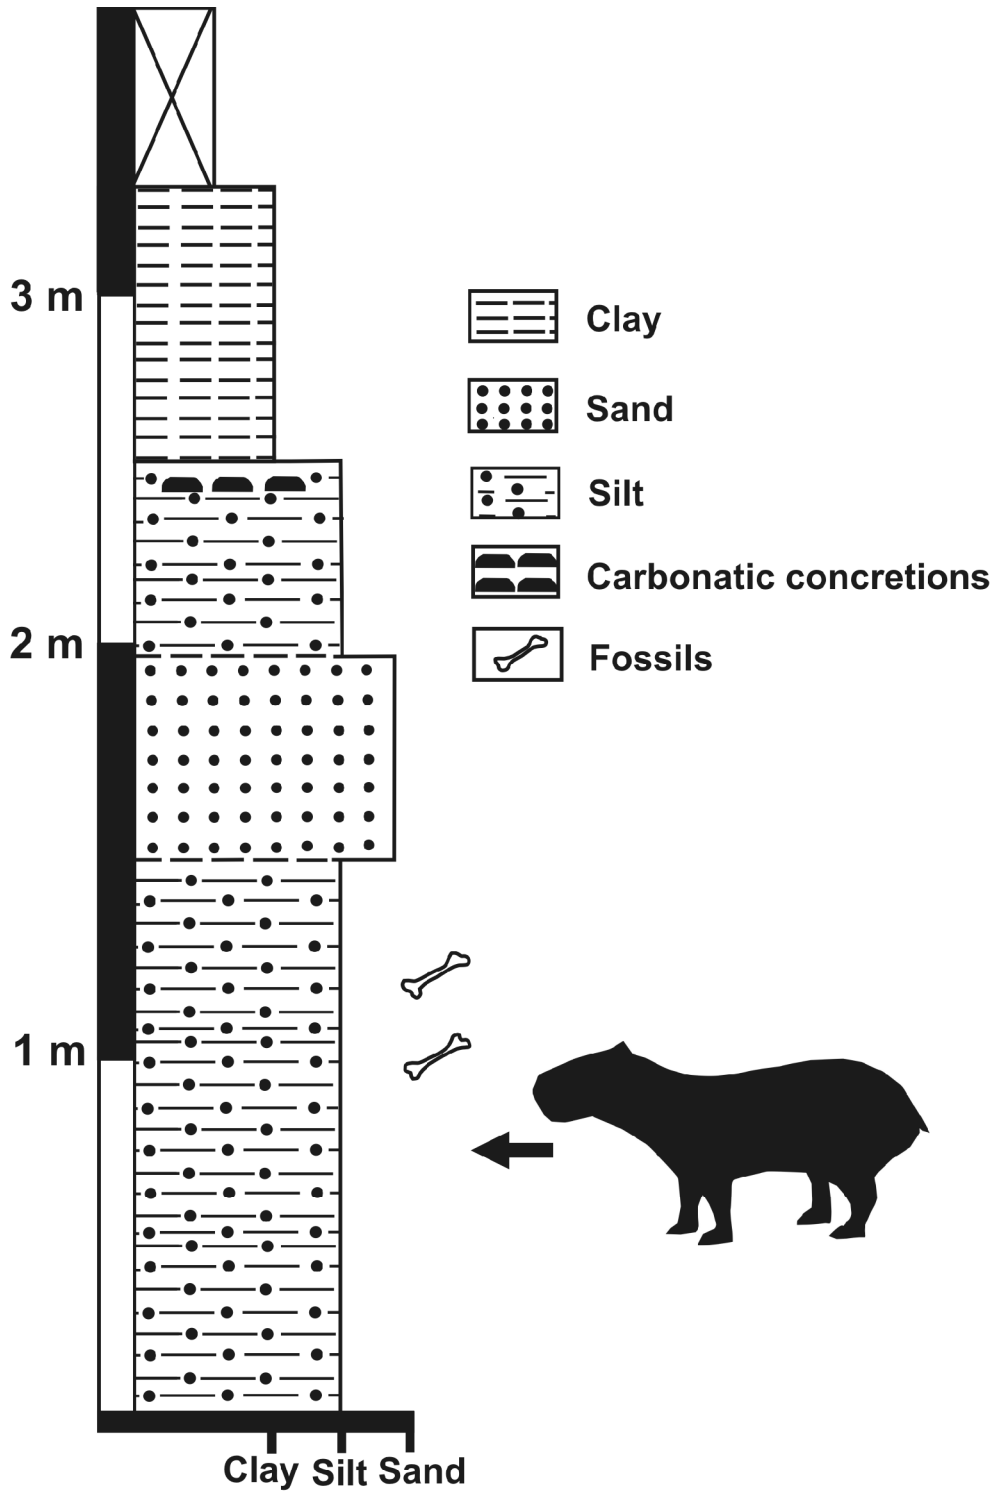 3 m
2 m
1 m
Clay
Sand
Silt
Carbonatic concretions
Fossils
Clay Silt Sand